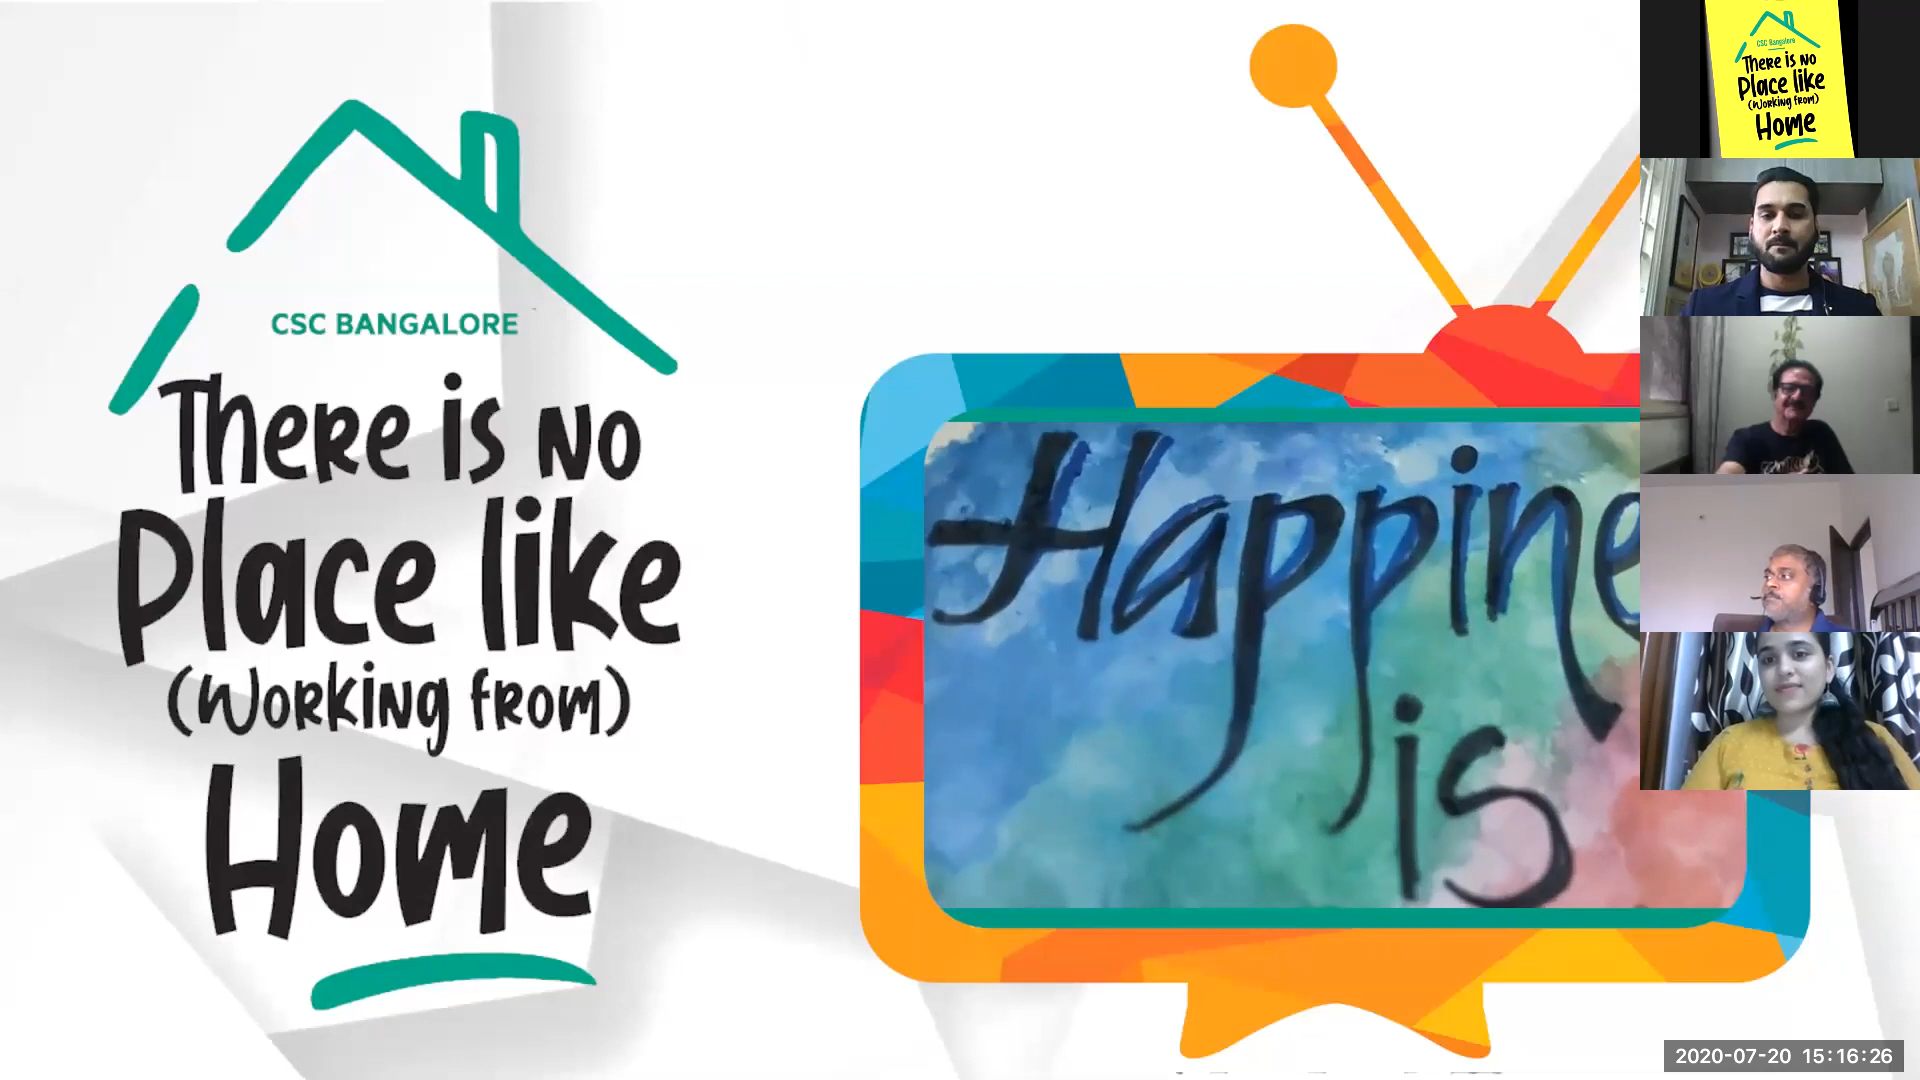 CSC BANGALORE
There is no
Place like
(Working from)
Home
Happine
is
CSC Bangalore
There is no
Place like
(Working from)
Home
2020-07-20 15:16:26